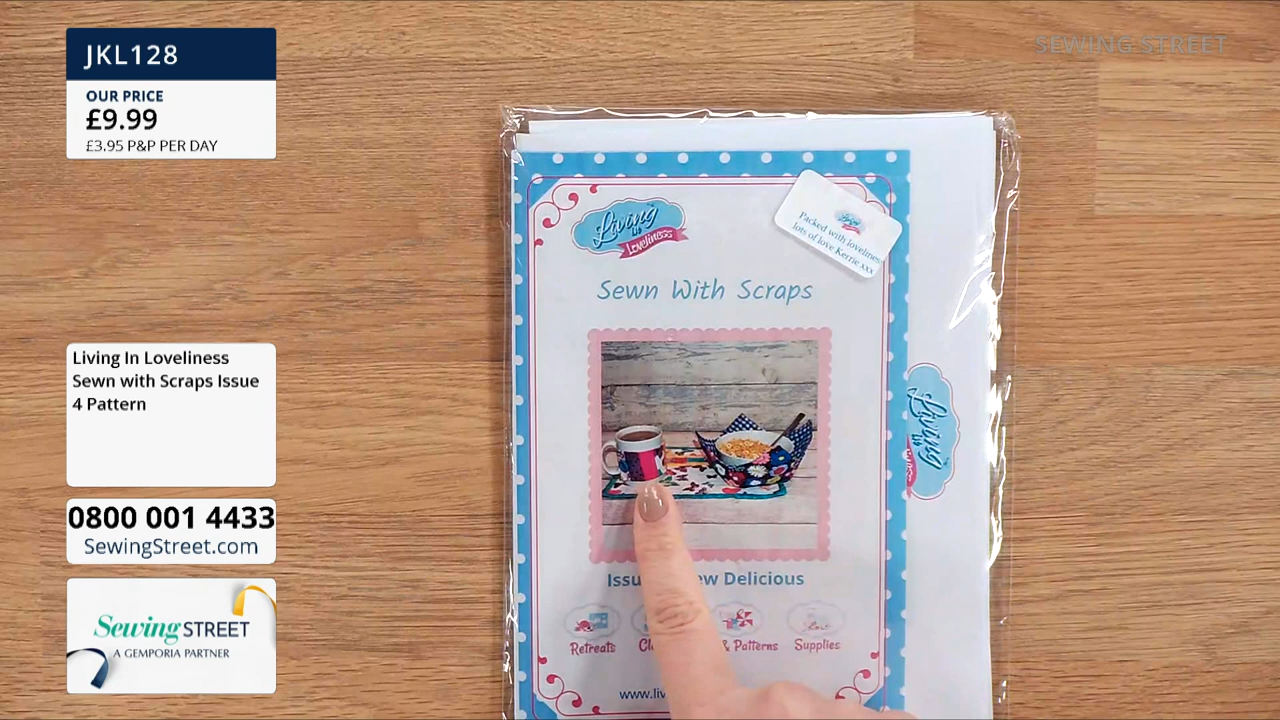 JKL128
OUR PRICE
£9.99
£3.95 P&P PER DAY
SEWING STREET
Living In Loveliness
Sewn with Scraps Issue
4 Pattern
0800 001 4433
SewingStreet.com
Sewing STREET
A GEMPORIA PARTNER
Living
in
Loveliness
Packed with loveliness
lots of love Kerrie xxx
Sewn With Scraps
Delicious
Retreats
& Patterns
Supplies
www.liv
Living
in